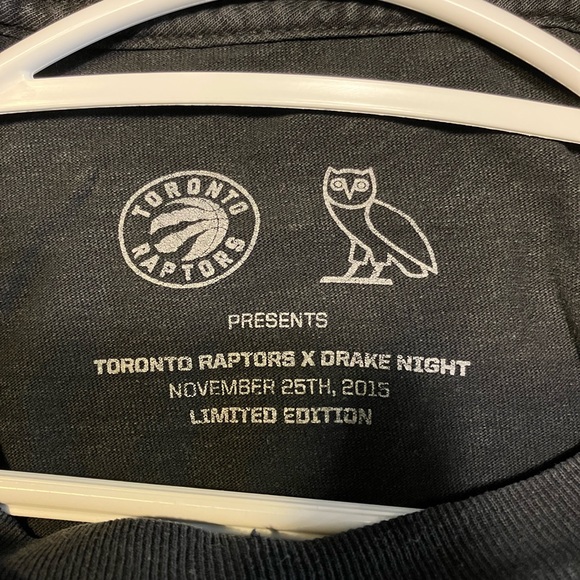 TORONTO
RAPTORS
PRESENTS
TORONTO RAPTORS X DRAKE NIGHT
NOVEMBER 25TH, 2015
LIMITED EDITION